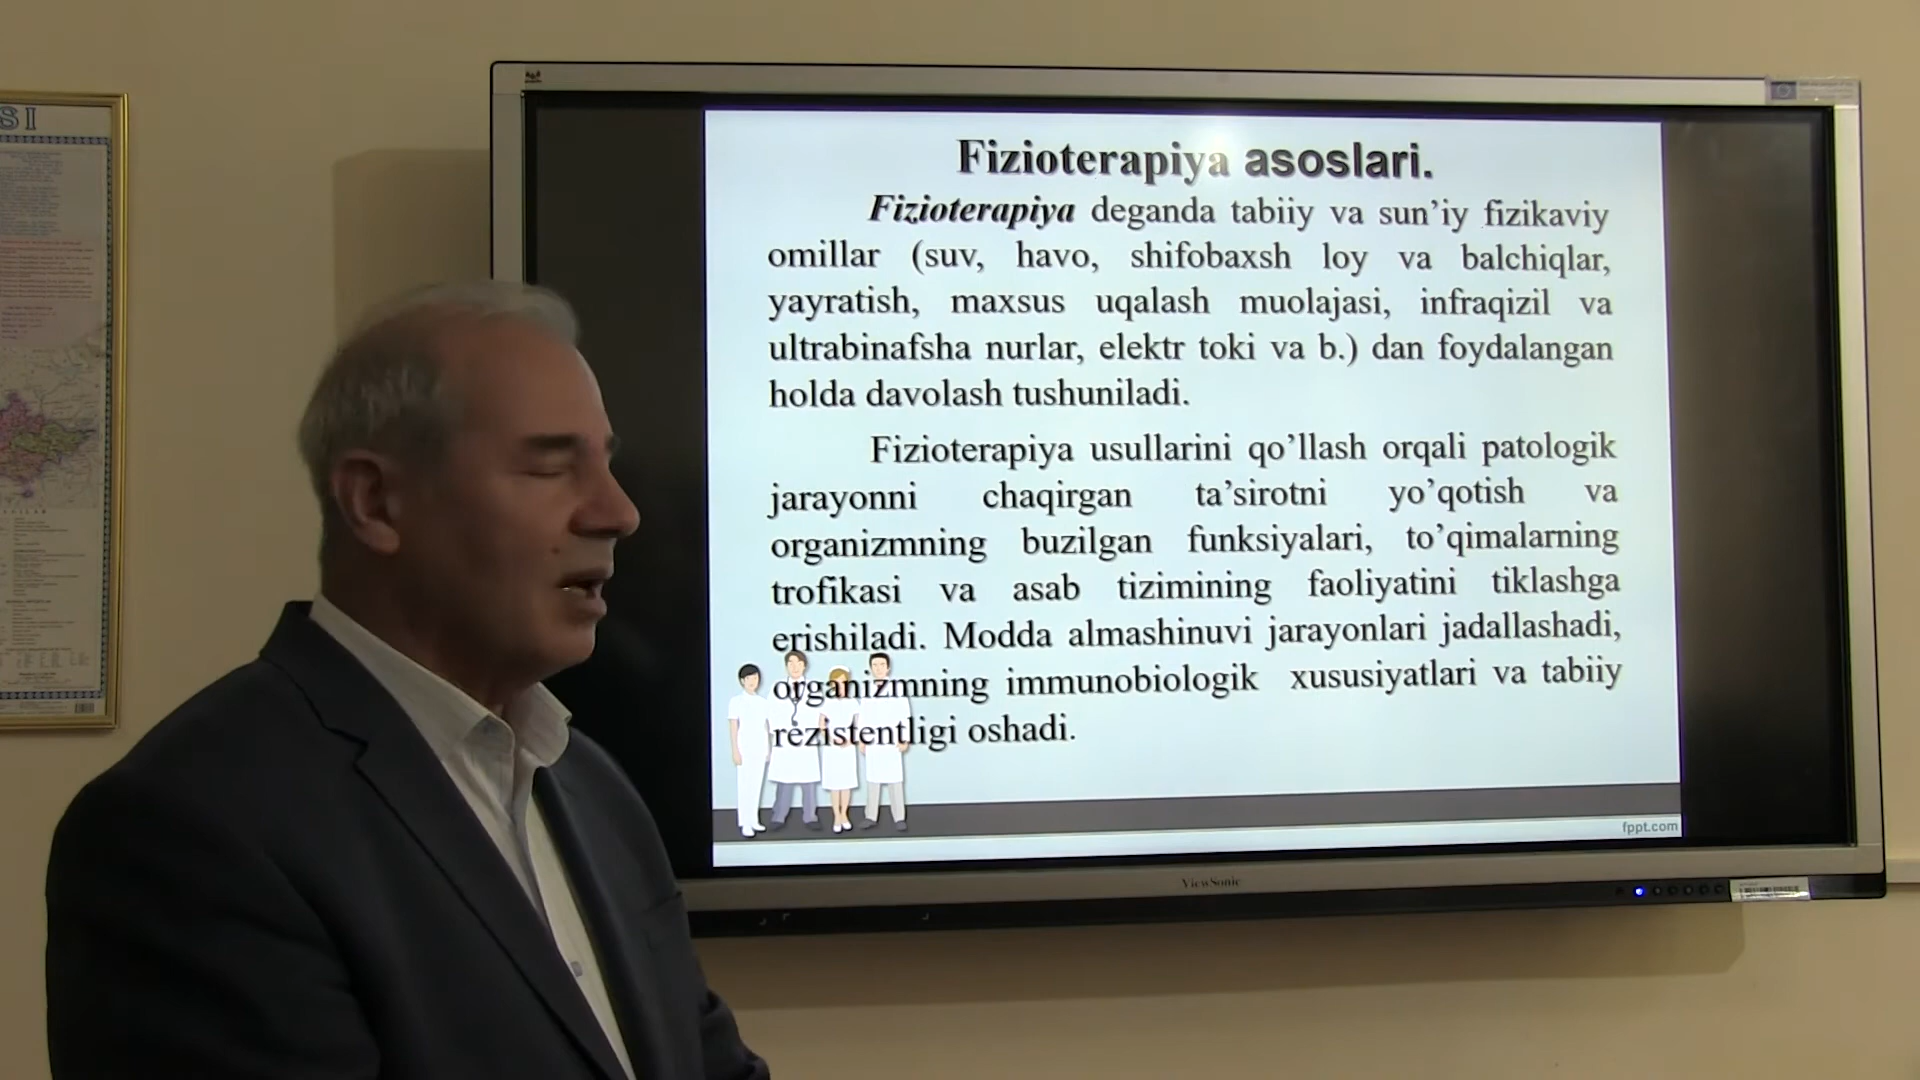 SI
Fizioterapiya asoslari.
Fizioterapiya deganda tabiiy va sun’iy fizikaviy
omillar (suv, havo, shifobaxsh loy va balchiqlar,
yayratish, maxsus uqalash muolajasi, infraqizil va
ultrabinafsha nurlar, elektr toki va b.) dan foydalangan
holda davolash tushuniladi.
Fizioterapiya usullarini qo’llash orqali patologik
jarayonni chaqirgan ta’sirotni yo’qotish va
organizmning buzilgan funksiyalari, to’qimalarning
trofikasi va asab tizimining faoliyatini tiklashga
erishiladi. Modda almashinuvi jarayonlari jadallashadi,
organizmning immunobiologik xususiyatlari va tabiiy
rezistentligi oshadi.
fppt.com
ViewSonic